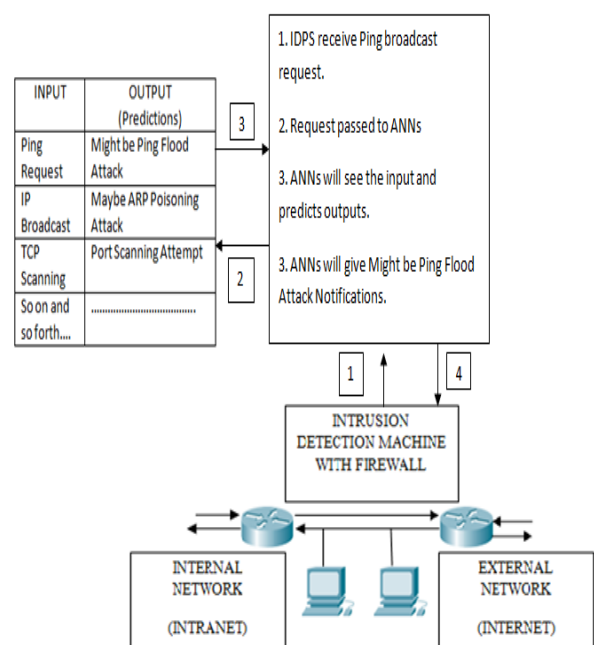 1. IDPS receive Ping broadcast
request.
2. Request passed to ANNs
3. ANNs will see the input and
predicts outputs.
3. ANNs will give Might be Ping Flood
Attack Notifications.
INPUT
OUTPUT
(Predictions)
Ping
Request
Might be Ping Flood
Attack
IP
Broadcast
Maybe ARP Poisoning
Attack
TCP
Scanning
Port Scanning Attempt
So on and
so forth....
.....................................
3
2
1
4
INTRUSION
DETECTION MACHINE
WITH FIREWALL
INTERNAL
NETWORK
(INTRANET)
EXTERNAL
NETWORK
(INTERNET)